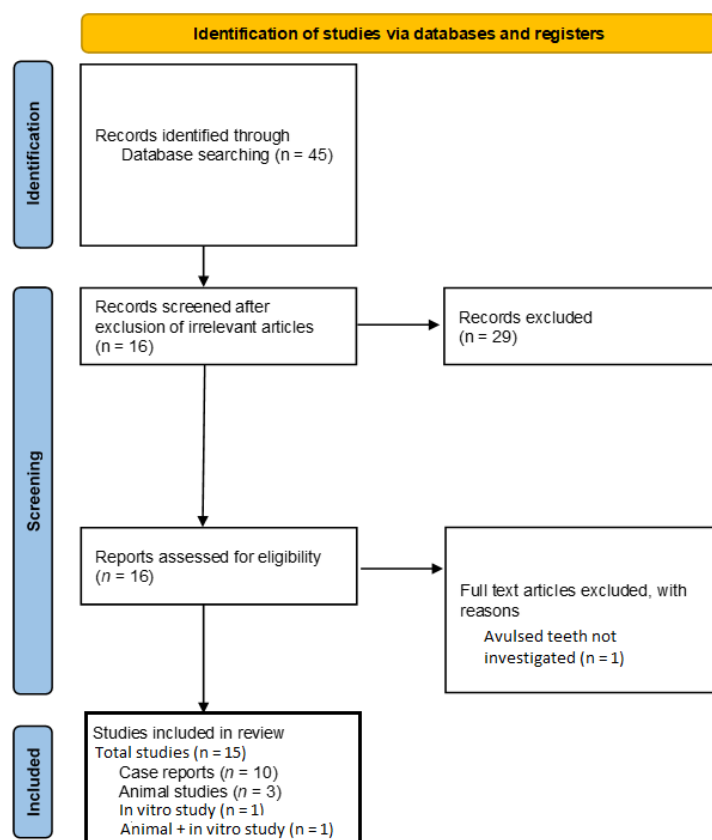 Identification of studies via databases and registers
Identification
Records identified through
Database searching (n = 45)
Screening
Records screened after
exclusion of irrelevant articles
(n = 16)
Records excluded
(n = 29)
Reports assessed for eligibility
(n = 16)
Full text articles excluded, with
reasons
Avulsed teeth not
investigated (n = 1)
Included
Studies included in review
Total studies (n = 15)
Case reports (n = 10)
Animal studies (n = 3)
In vitro study (n = 1)
Animal + in vitro study (n = 1)